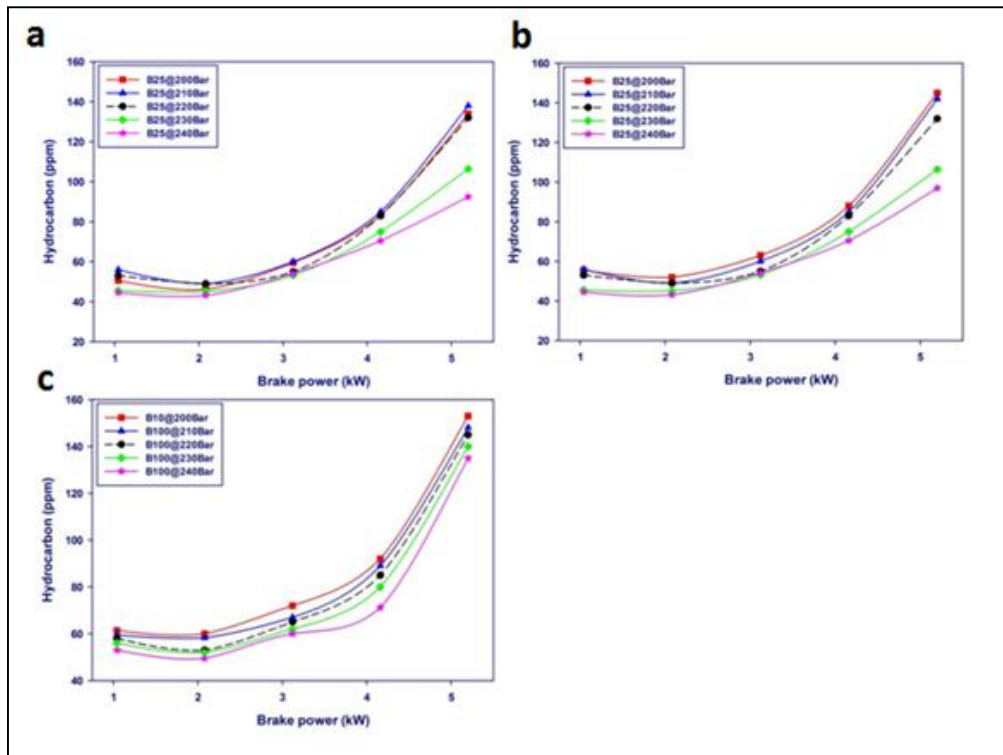 a
160
140
120
100
80
60
40
20
Hydrocarbon (ppm)
B25@200Bar
B25@210Bar
B25@220Bar
B25@230Bar
B25@240Bar
1 2 3 4 5
Brake power (kW)
b
160
140
120
100
80
60
40
20
Hydrocarbon (ppm)
B25@200Bar
B25@210Bar
B25@220Bar
B25@230Bar
B25@240Bar
1 2 3 4 5
Brake power (kW)
c
160
140
120
100
80
60
40
Hydrocarbon (ppm)
B10@200Bar
B100@210Bar
B100@220Bar
B100@230Bar
B100@240Bar
1 2 3 4 5
Brake power (kW)